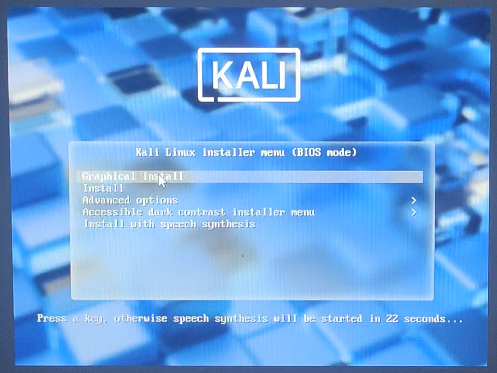 KALI
Kali Linux installer menu (BIOS mode)
Graphical install
Install
Advanced options >
Accessible dark contrast installer menu >
Install with speech synthesis
Press a key, otherwise speech synthesis will be started in 22 seconds...